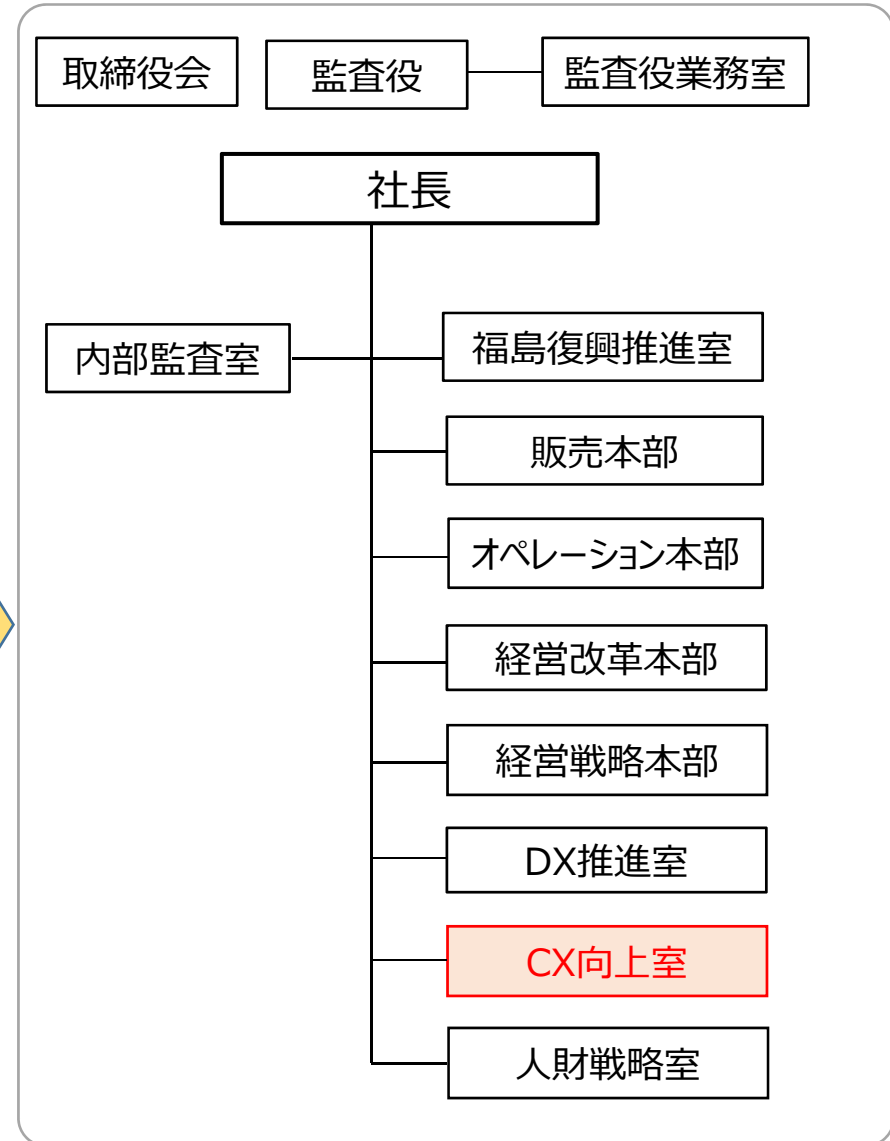 取締役会
監査役
監査役業務室
社長
内部監査室
福島復興推進室
販売本部
オペレーション本部
経営改革本部
経営戦略本部
DX推進室
CX向上室
人財戦略室